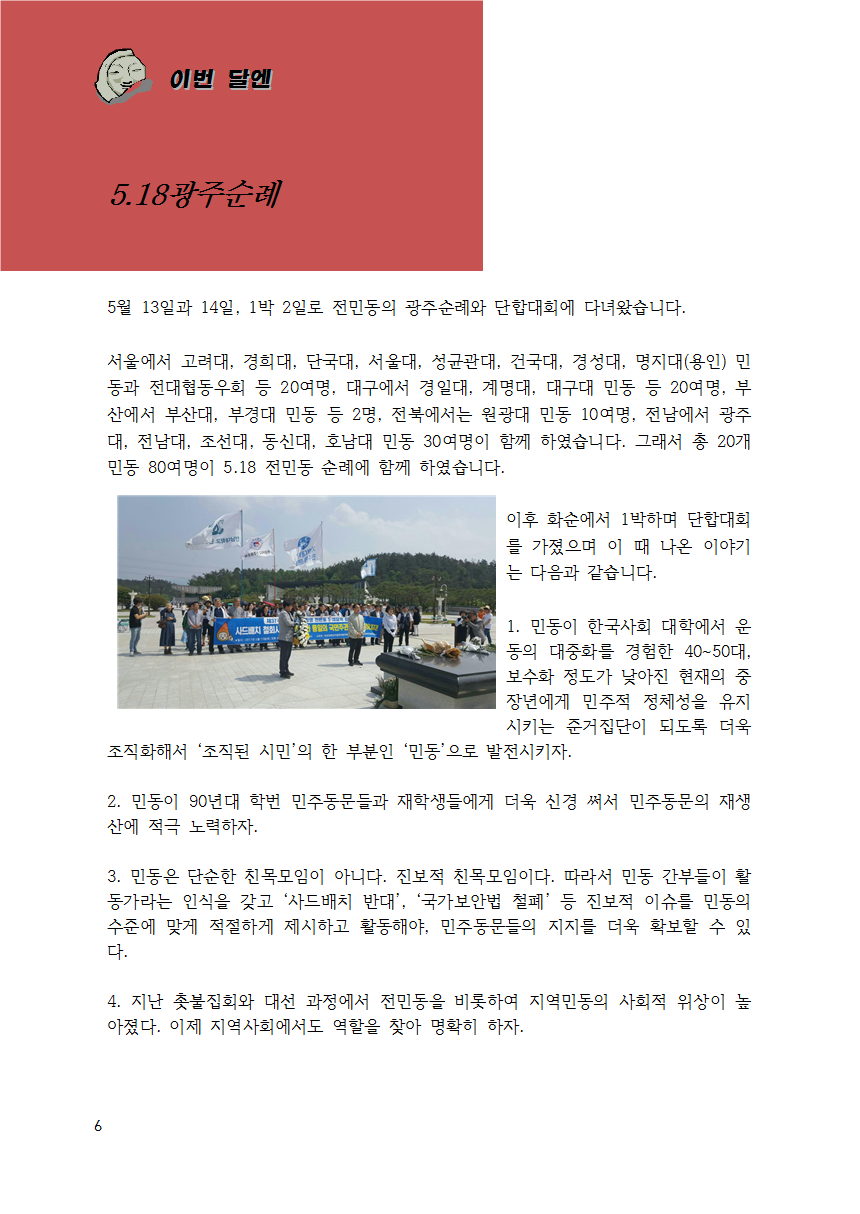 이번 달엔
5.18광주순례
5월 13일과 14일, 1박 2일로 전민동의 광주순례와 단합대회에 다녀왔습니다.
서울에서 고려대, 경희대, 단국대, 서울대, 성균관대, 건국대, 경성대, 명지대(용인) 민
동과 전대협동우회 등 20여명, 대구에서 경일대, 계명대, 대구대 민동 등 20여명, 부
산에서 부산대, 부경대 민동 등 2명, 전북에서는 원광대 민동 10여명, 전남에서 광주
대, 전남대, 조선대, 동신대, 호남대 민동 30여명이 함께 하였습니다. 그래서 총 20개
민동 80여명이 5.18 전민동 순례에 함께 하였습니다.
사드배치 철회
이후 화순에서 1박하며 단합대회
를 가졌으며 이 때 나온 이야기
는 다음과 같습니다.
1. 민동이 한국사회 대학에서 운
동의 대중화를 경험한 40~50대,
보수화 정도가 낮아진 현재의 중
장년에게 민주적 정체성을 유지
시키는 준거집단이 되도록 더욱
조직화해서 ‘조직된 시민’의 한 부분인 ‘민동’으로 발전시키자.
2. 민동이 90년대 학번 민주동문들과 재학생들에게 더욱 신경 써서 민주동문의 재생
산에 적극 노력하자.
3. 민동은 단순한 친목모임이 아니다. 진보적 친목모임이다. 따라서 민동 간부들이 활
동가라는 인식을 갖고 ‘사드배치 반대’, ‘국가보안법 철폐’ 등 진보적 이슈를 민동의
수준에 맞게 적절하게 제시하고 활동해야, 민주동문들의 지지를 더욱 확보할 수 있
다.
4. 지난 촛불집회와 대선 과정에서 전민동을 비롯하여 지역민동의 사회적 위상이 높
아졌다. 이제 지역사회에서도 역할을 찾아 명확히 하자.
6